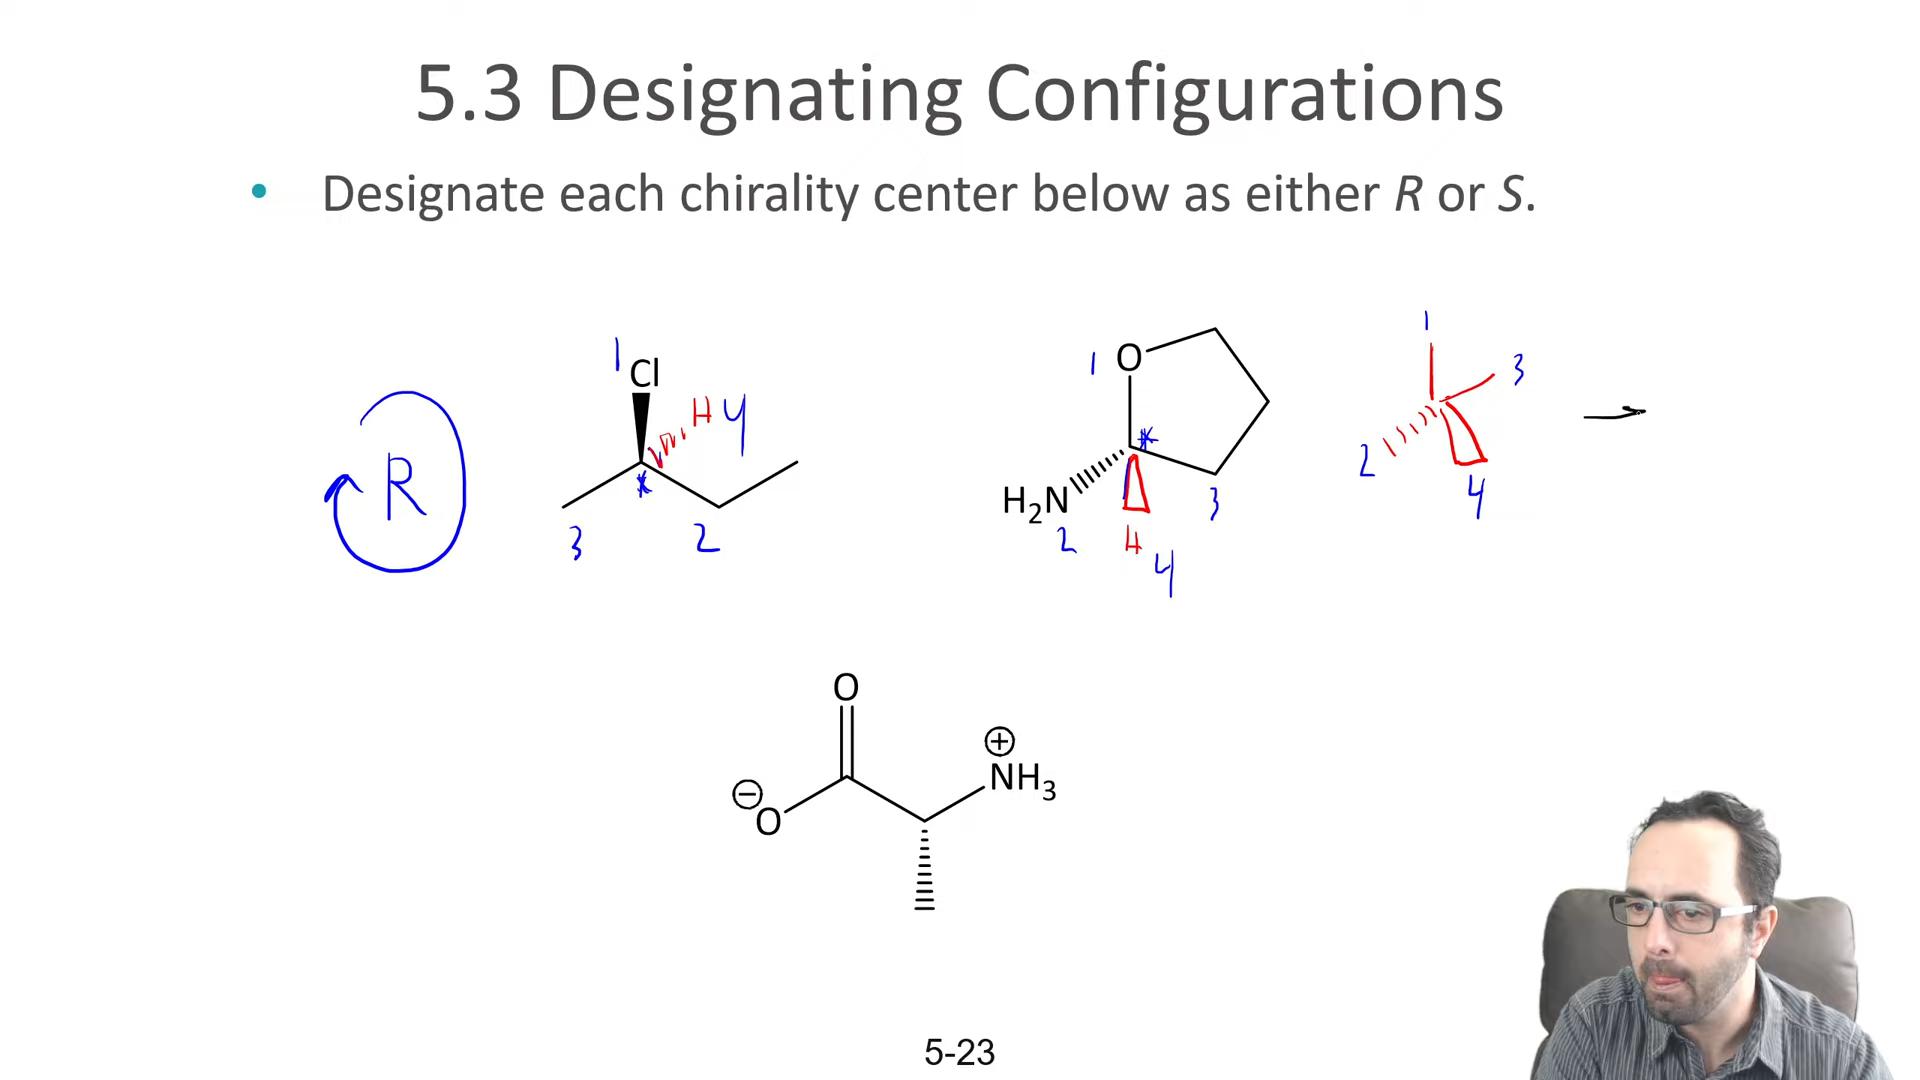 5.3 Designating Configurations
• Designate each chirality center below as either R or S.
1 Cl H 4
R * 3 2
1 O * H₂N 2 H 4 3
1 3 2 4
O ⊖ O ⊕ NH₃
5-23